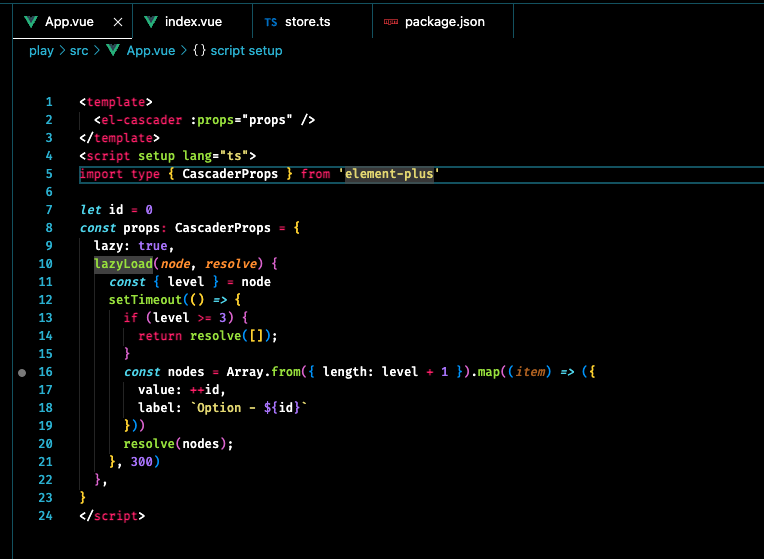 App.vue × index.vue TS store.ts npm package.json
play > src > App.vue > {} script setup
1 <template>
2 <el-cascader :props="props" />
3 </template>
4 <script setup lang="ts">
5 import type { CascaderProps } from 'element-plus'
6
7 let id = 0
8 const props: CascaderProps = {
9 lazy: true,
10 lazyLoad(node, resolve) {
11 const { level } = node
12 setTimeout(() => {
13 if (level >= 3) {
14 return resolve([]);
15 }
16 const nodes = Array.from({ length: level + 1 }).map((item) => ({
17 value: ++id,
18 label: `Option - ${id}`
19 }))
20 resolve(nodes);
21 }, 300)
22 },
23 }
24 </script>